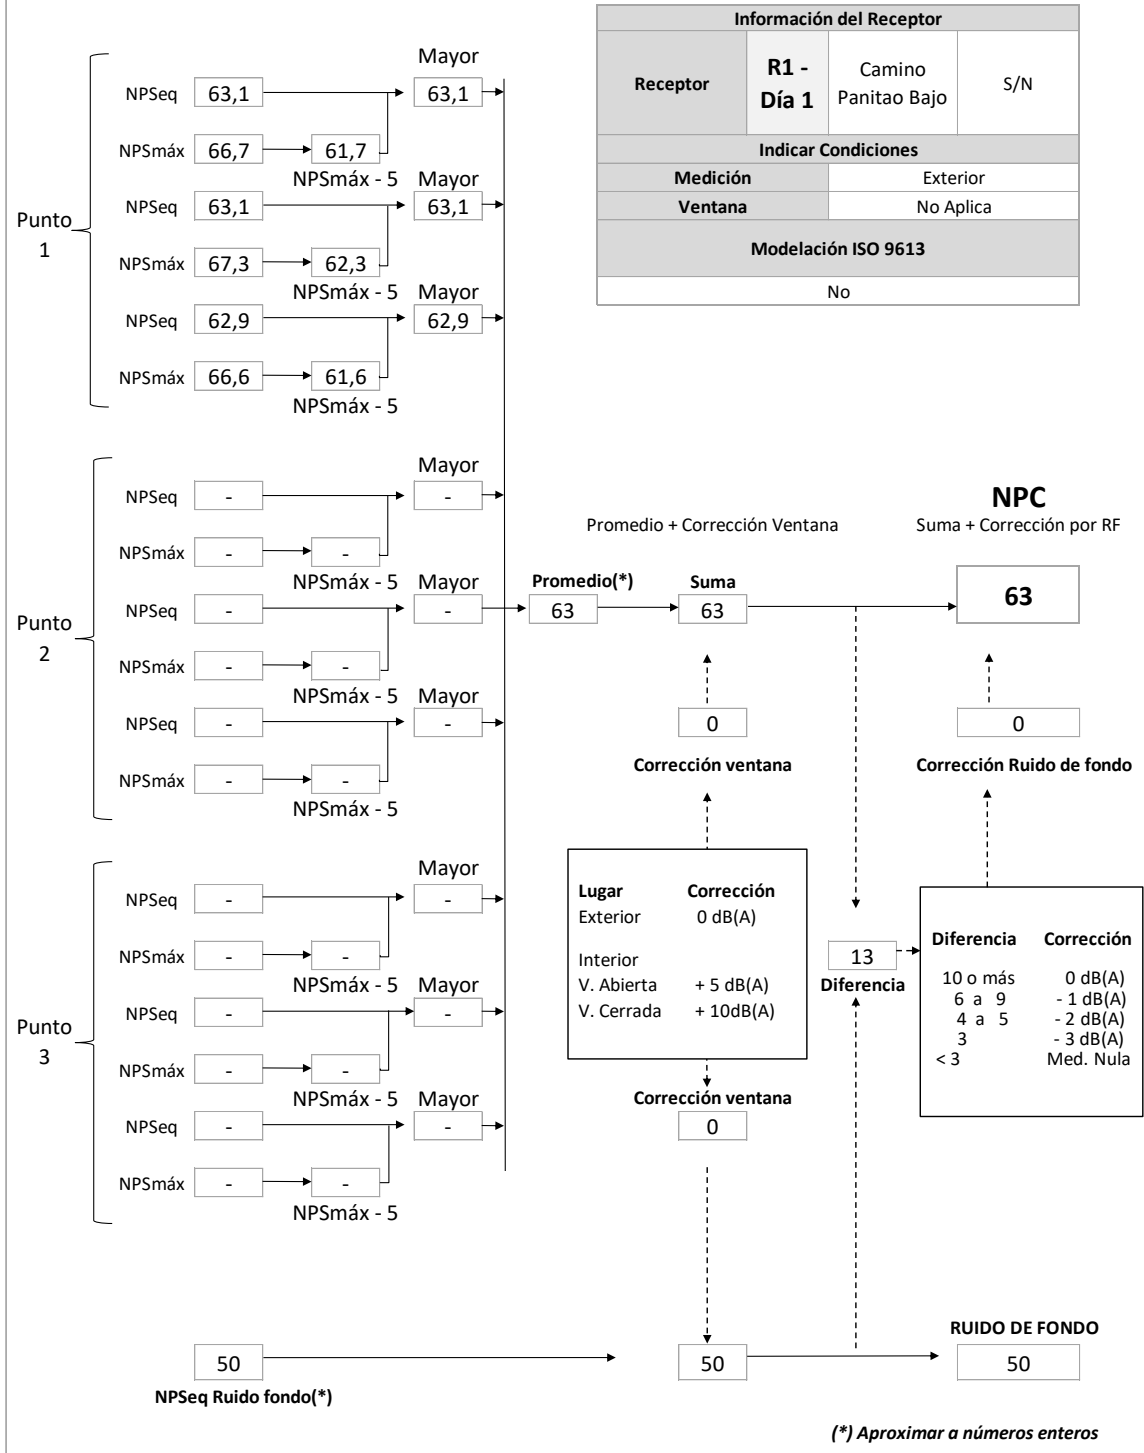 Información del Receptor
Receptor
R1 -
Día 1
Camino
Panitao Bajo
S/N
Indicar Condiciones
Medición
Exterior
Ventana
No Aplica
Modelación ISO 9613
No
Mayor
NPSeq
63,1
63,1
NPSmáx
66,7
61,7
NPSmáx - 5
Mayor
NPSeq
63,1
63,1
Punto
1
NPSmáx
67,3
62,3
NPSmáx - 5
Mayor
NPSeq
62,9
62,9
NPSmáx
66,6
61,6
NPSmáx - 5
Mayor
NPSeq
-
-
NPSmáx
-
-
NPSmáx - 5
Mayor
NPSeq
-
-
Punto
2
NPSmáx
-
-
NPSmáx - 5
Mayor
NPSeq
-
-
NPSmáx
-
-
NPSmáx - 5
Mayor
NPSeq
-
-
NPSmáx
-
-
NPSmáx - 5
Mayor
NPSeq
-
-
Punto
3
NPSmáx
-
-
NPSmáx - 5
Mayor
NPSeq
-
-
NPSmáx
-
-
NPSmáx - 5
NPC
Promedio + Corrección Ventana
Suma + Corrección por RF
Promedio(*)
Suma
63
63
63
0
0
Corrección ventana
Corrección Ruido de fondo
Lugar Corrección
Exterior 0 dB(A)
Interior
V. Abierta + 5 dB(A)
V. Cerrada + 10dB(A)
13
Diferencia
Diferencia Corrección
10 o más 0 dB(A)
6 a 9 - 1 dB(A)
4 a 5 - 2 dB(A)
3 - 3 dB(A)
< 3 Med. Nula
Corrección ventana
0
RUIDO DE FONDO
50
50
50
NPSeq Ruido fondo(*)
(*) Aproximar a números enteros